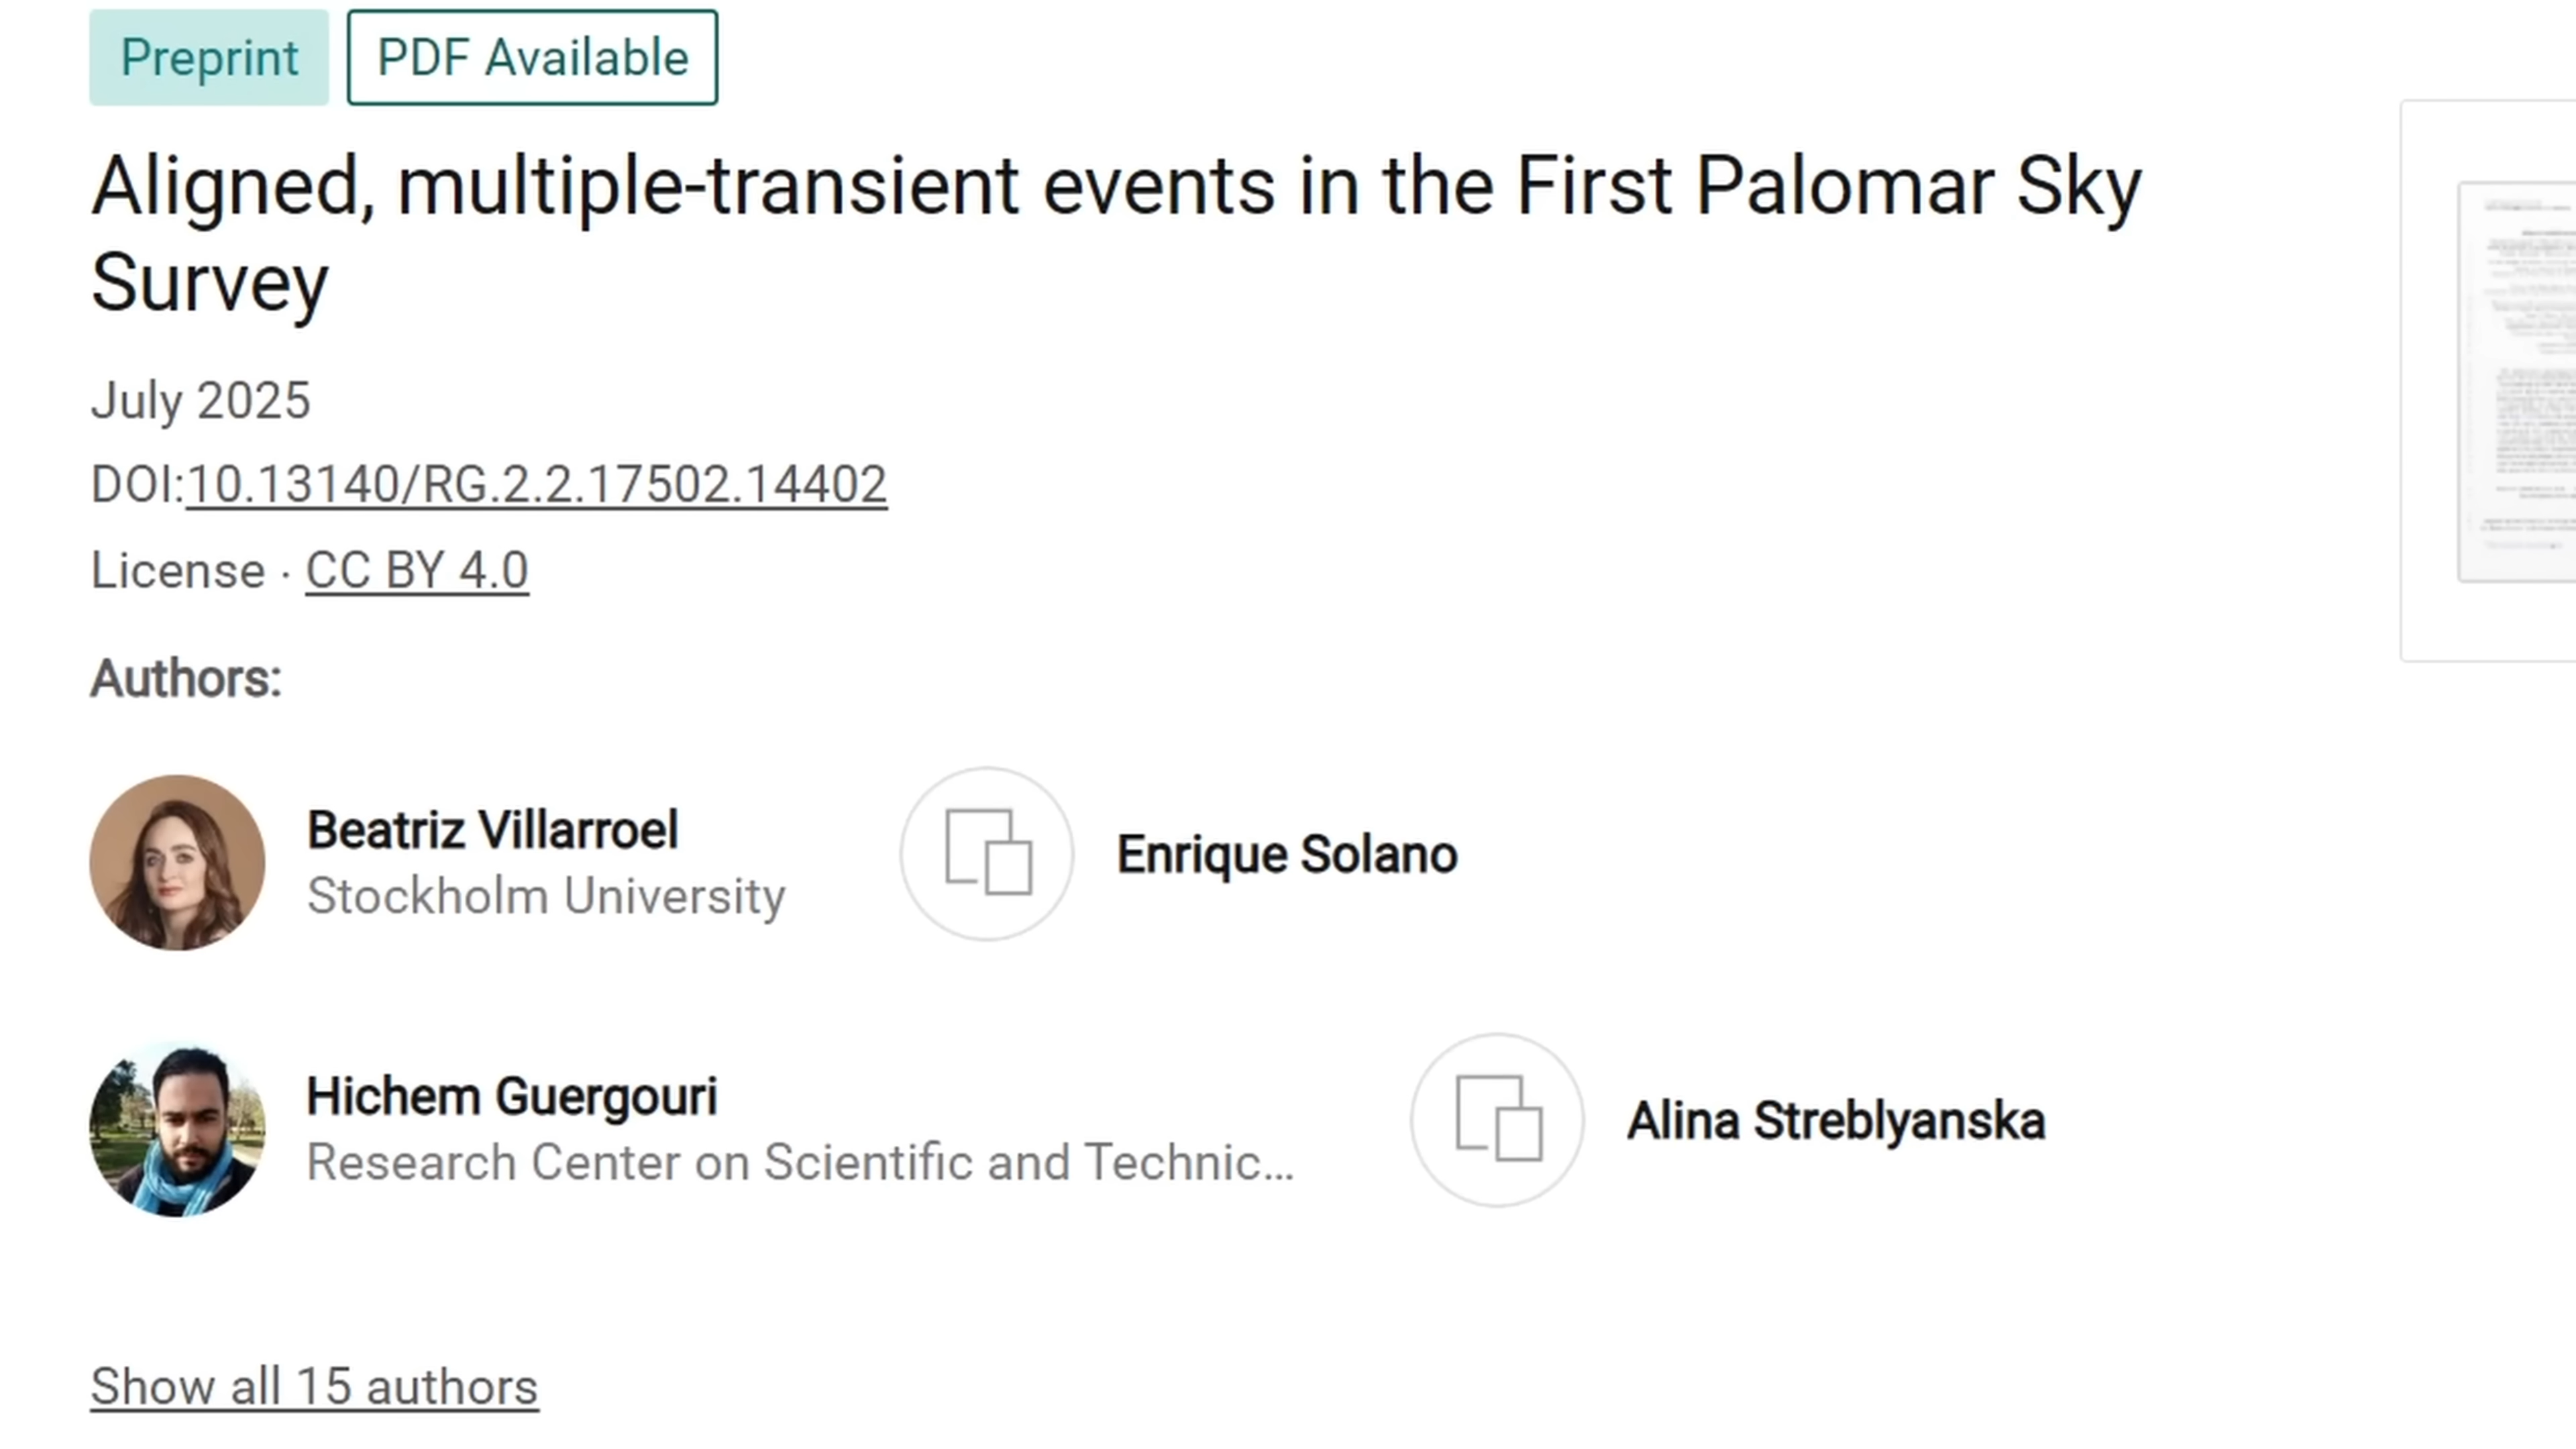 Preprint
PDF Available
Aligned, multiple-transient events in the First Palomar Sky
Survey
July 2025
DOI:10.13140/RG.2.2.17502.14402
License · CC BY 4.0
Authors:
Beatriz Villarroel
Stockholm University
Enrique Solano
Hichem Guergouri
Research Center on Scientific and Technic...
Alina Streblyanska
Show all 15 authors